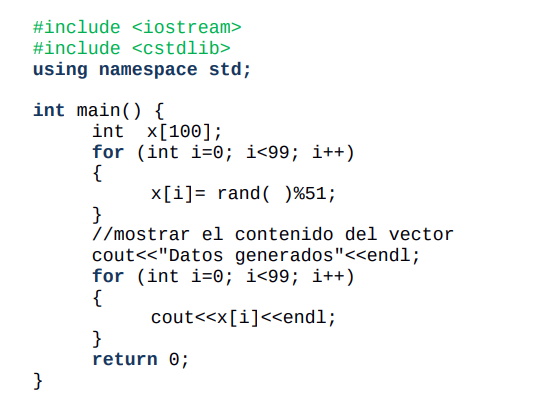 #include <iostream>
#include <cstdlib>
using namespace std;
int main() {
int  x[100];
for (int i=0; i<99; i++)
{
x[i]= rand( )%51;
}
//mostrar el contenido del vector
cout<<"Datos generados"<<endl;
for (int i=0; i<99; i++)
{
cout<<x[i]<<endl;
}
return 0;
}